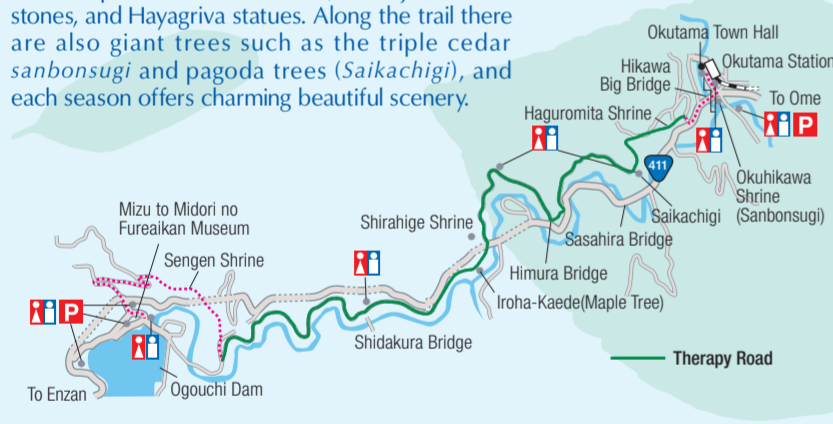 stones, and Hayagriva statues. Along the trail there
are also giant trees such as the triple cedar
sanbonsugi and pagoda trees (Saikachigi), and
each season offers charming beautiful scenery.
Okutama Town Hall
Okutama Station
Hikawa
Big Bridge
To Ome
Haguromita Shrine
P
411
Okuhikawa
Shrine
(Sanbonsugi)
Saikachigi
Mizu to Midori no
Fureaikan Museum
Shirahige Shrine
Sasahira Bridge
Sengen Shrine
Himura Bridge
Iroha-Kaede(Maple Tree)
P
Shidakura Bridge
Therapy Road
To Enzan
Ogouchi Dam